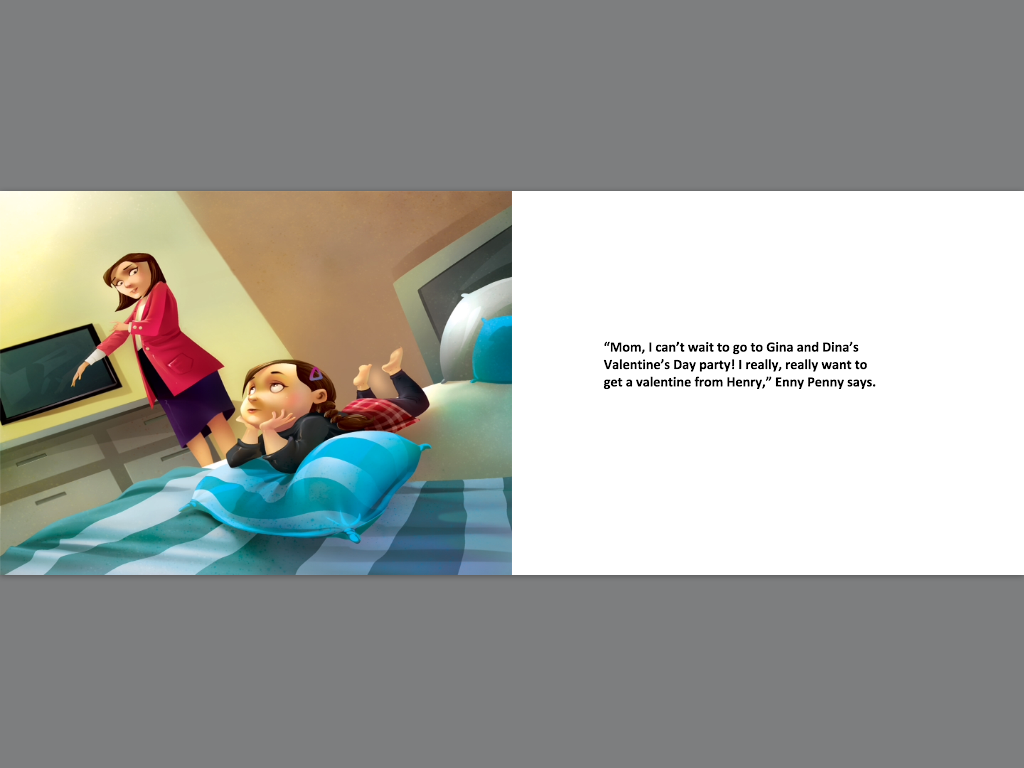 “Mom, I can’t wait to go to Gina and Dina’s
Valentine’s Day party! I really, really want to
get a valentine from Henry,” Enny Penny says.